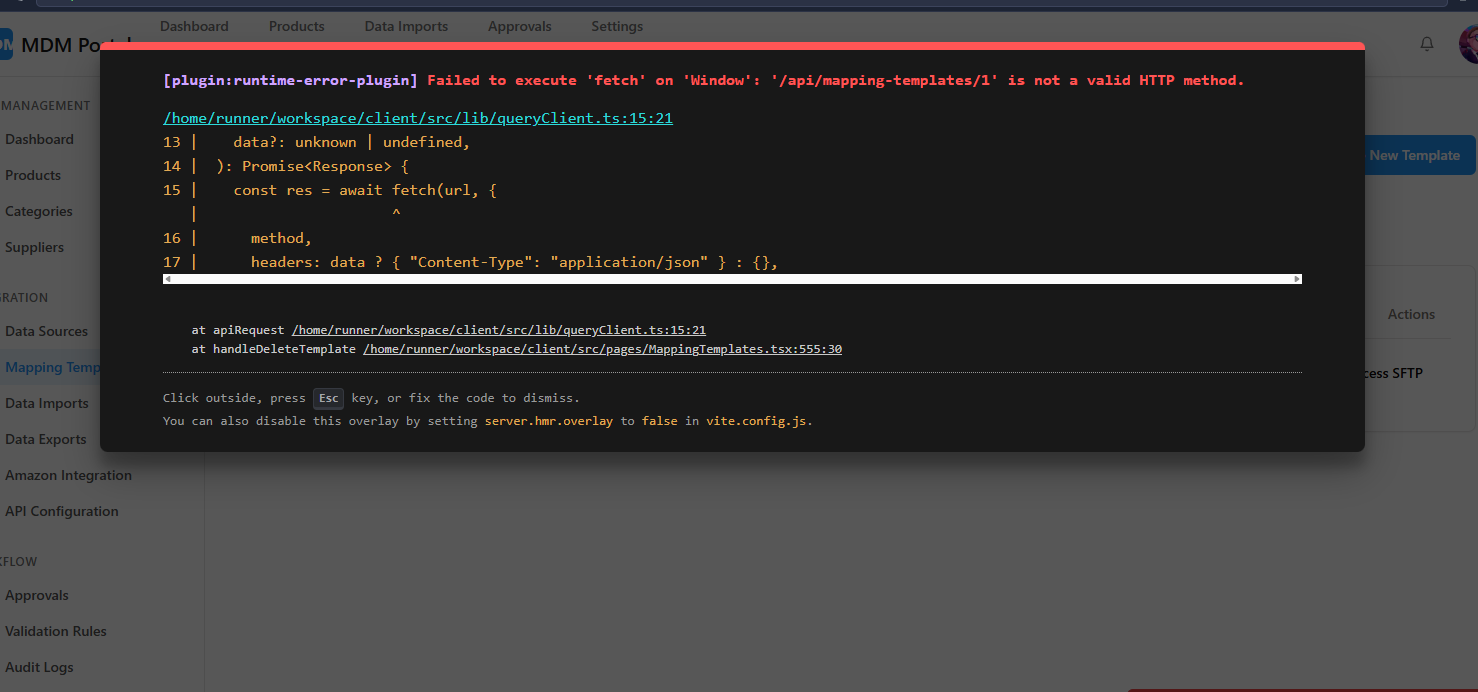 Dashboard Products Data Imports Approvals Settings
MDM Portal
[plugin:runtime-error-plugin] Failed to execute 'fetch' on 'Window': '/api/mapping-templates/1' is not a valid HTTP method.
/home/runner/workspace/client/src/lib/queryClient.ts:15:21
13 | data?: unknown | undefined,
14 | ): Promise<Response> {
15 | const res = await fetch(url, {
| ^
16 | method,
17 | headers: data ? { "Content-Type": "application/json" } : {},
at apiRequest /home/runner/workspace/client/src/lib/queryClient.ts:15:21
at handleDeleteTemplate /home/runner/workspace/client/src/pages/MappingTemplates.tsx:555:30
Click outside, press Esc key, or fix the code to dismiss.
You can also disable this overlay by setting server.hmr.overlay to false in vite.config.js.
MANAGEMENT
Dashboard
Products
Categories
Suppliers
GRATION
Data Sources
Mapping Temp
Data Imports
Data Exports
Amazon Integration
API Configuration
KFLOW
Approvals
Validation Rules
Audit Logs
New Template
Actions
cess SFTP